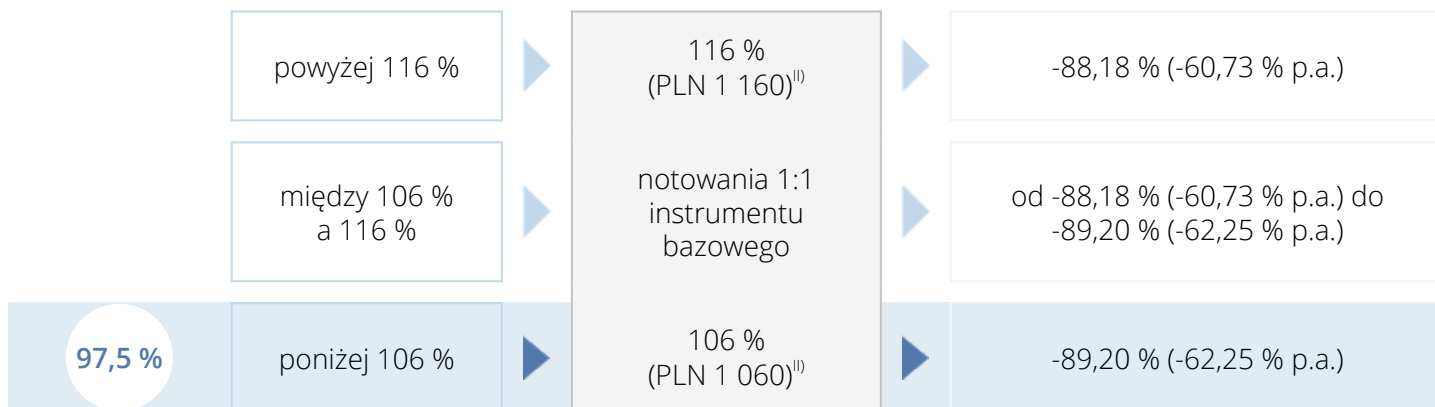 powyżej 116 %
116 %
(PLN 1 160)II)
-88,18 % (-60,73 % p.a.)
między 106 %
a 116 %
notowania 1:1
instrumentu
bazowego
od -88,18 % (-60,73 % p.a.) do
-89,20 % (-62,25 % p.a.)
97,5 %
poniżej 106 %
106 %
(PLN 1 060)II)
-89,20 % (-62,25 % p.a.)